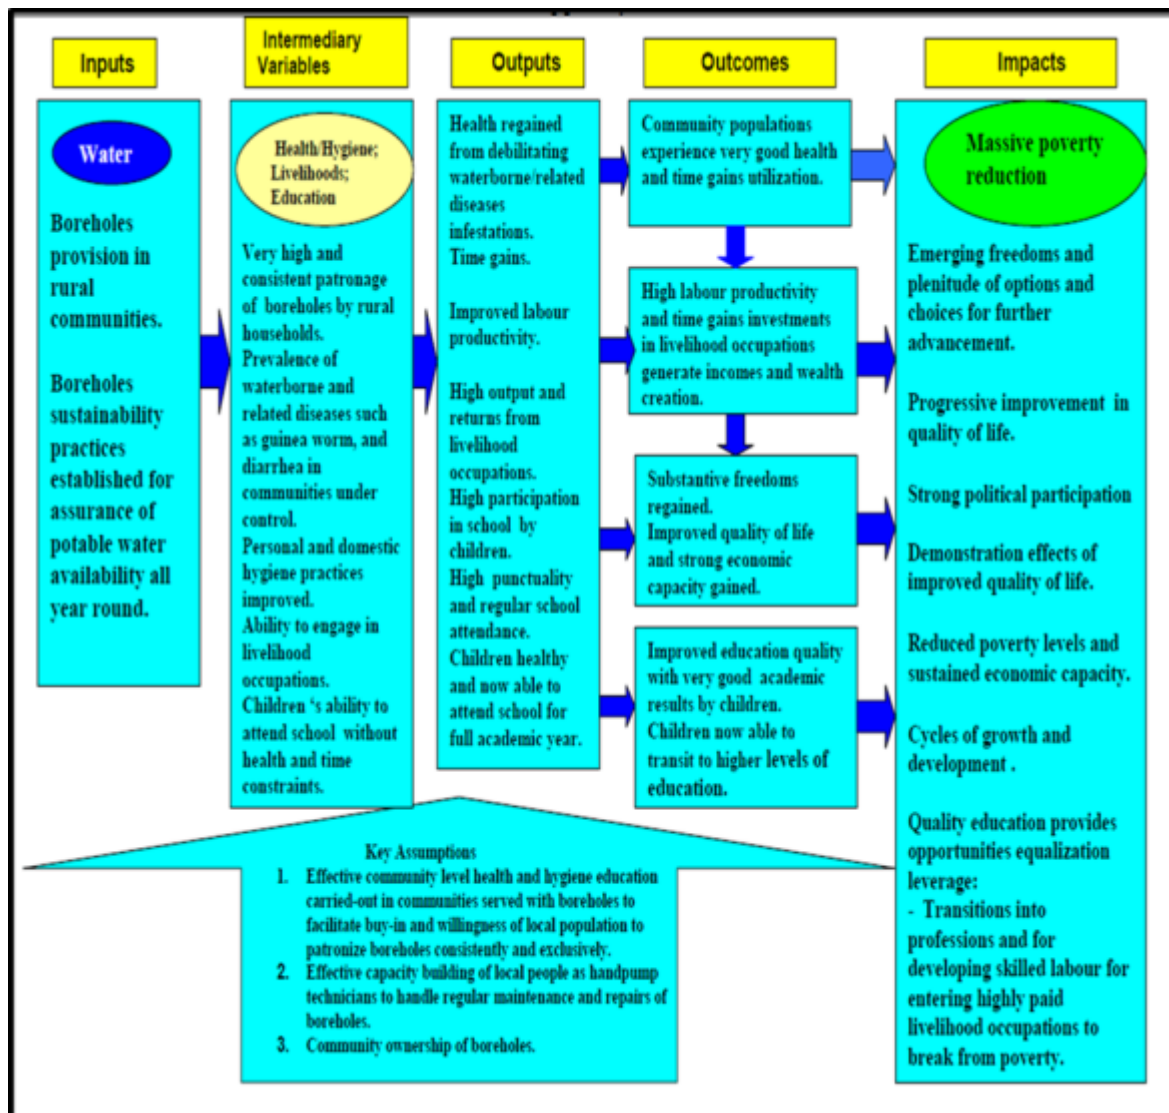 Inputs
Intermediary
Variables
Outputs
Outcomes
Impacts
Water
Boreholes
provision in
rural
communities.
Boreholes
sustainability
practices
established for
assurance of
potable water
availability all
year round.
Health/Hygiene;
Livelihoods;
Education
Very high and
consistent patronage
of boreholes by rural
households.
Prevalence of
waterborne and
related diseases such
as guinea worm, and
diarrhea in
communities under
control.
Personal and domestic
hygiene practices
improved.
Ability to engage in
livelihood
occupations.
Children 's ability to
attend school without
health and time
constraints.
Health regained
from debilitating
waterborne/related
diseases
infestations.
Time gains.
Improved labour
productivity.
High output and
returns from
livelihood
occupations.
High participation
in school by
children.
High punctuality
and regular school
attendance.
Children healthy
and now able to
attend school for
full academic year.
Community populations
experience very good health
and time gains utilization.
High labour productivity
and time gains investments
in livelihood occupations
generate incomes and wealth
creation.
Substantive freedoms
regained.
Improved quality of life
and strong economic
capacity gained.
Improved education quality
with very good academic
results by children.
Children now able to
transit to higher levels of
education.
Massive poverty
reduction
Emerging freedoms and
plenitude of options and
choices for further
advancement.
Progressive improvement in
quality of life.
Strong political participation
Demonstration effects of
improved quality of life.
Reduced poverty levels and
sustained economic capacity.
Cycles of growth and
development .
Quality education provides
opportunities equalization
leverage:
- Transitions into
professions and for
developing skilled labour for
entering highly paid
livelihood occupations to
break from poverty.
Key Assumptions
1. Effective community level health and hygiene education
carried-out in communities served with boreholes to
facilitate buy-in and willingness of local population to
patronize boreholes consistently and exclusively.
2. Effective capacity building of local people as handpump
technicians to handle regular maintenance and repairs of
boreholes.
3. Community ownership of boreholes.